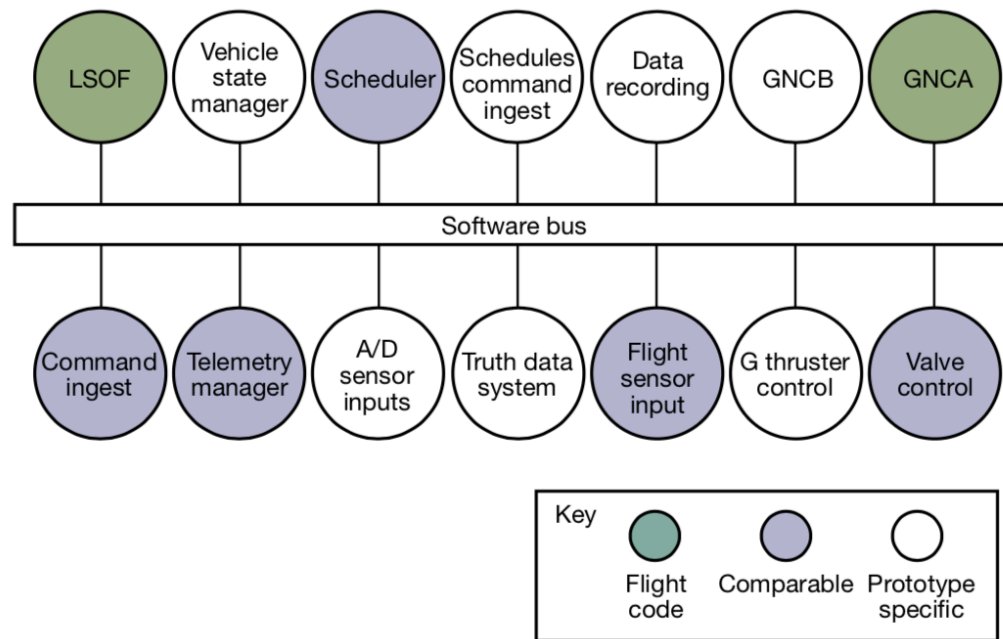 LSOF
Vehicle
state
manager
Scheduler
Schedules
command
ingest
Data
recording
GNCB
GNCA
Software bus
Command
ingest
Telemetry
manager
A/D
sensor
inputs
Truth data
system
Flight
sensor
input
G thruster
control
Valve
control
Key
Flight
code
Comparable
Prototype
specific